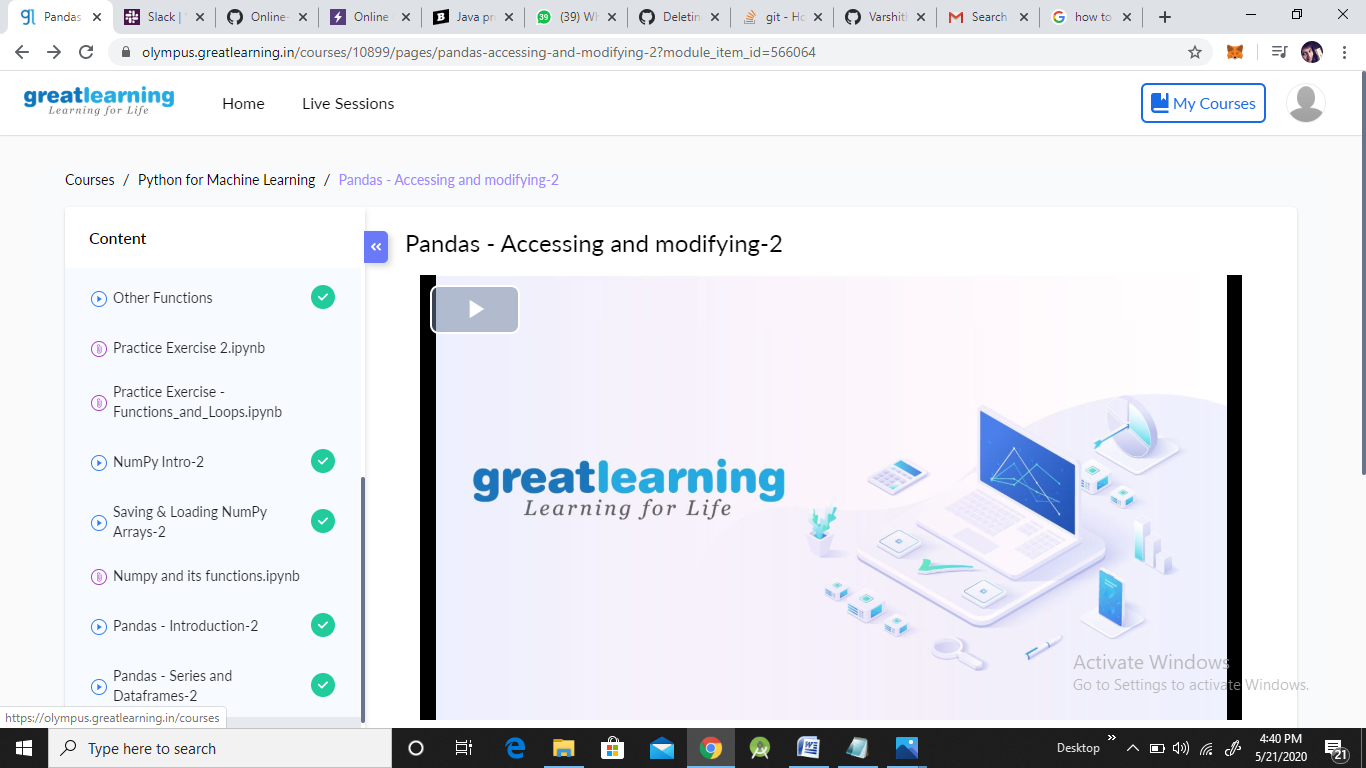 Pandas
Slack |
Online-
Online
Java pr
(39) Wh
Deletin
git - Ho
Varshit
Search
how to
olympus.greatlearning.in/courses/10899/pages/pandas-accessing-and-modifying-2?module_item_id=566064
greatlearning
Learning for Life
Home
Live Sessions
My Courses
Courses / Python for Machine Learning / Pandas - Accessing and modifying-2
Content
Other Functions
Practice Exercise 2.ipynb
Practice Exercise -
Functions_and_Loops.ipynb
NumPy Intro-2
Saving & Loading NumPy
Arrays-2
Numpy and its functions.ipynb
Pandas - Introduction-2
Pandas - Series and
Dataframes-2
Pandas - Accessing and modifying-2
greatlearning
Learning for Life
Activate Windows
Go to Settings to activate Windows.
https://olympus.greatlearning.in/courses
Type here to search
Desktop
4:40 PM
5/21/2020
21